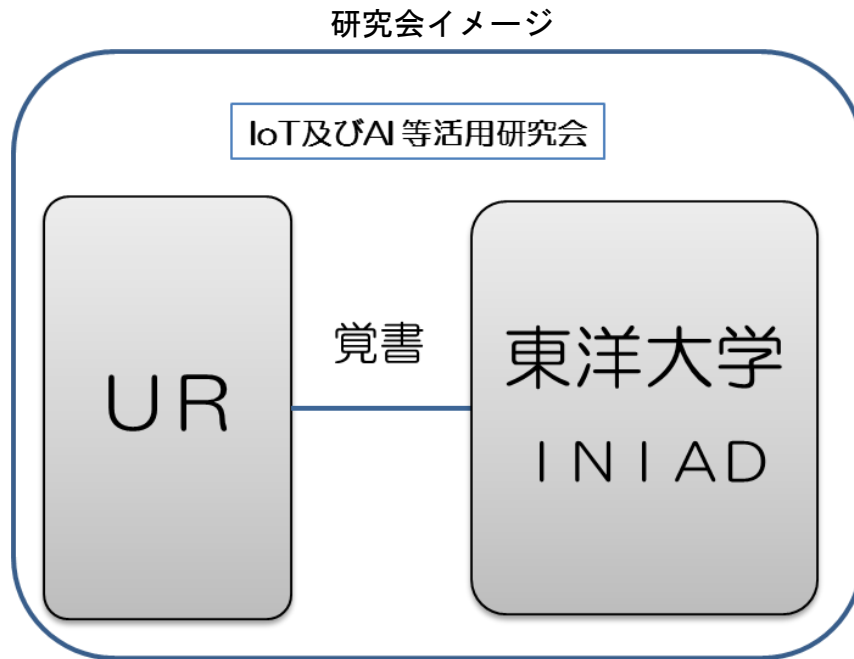 研究会イメージ
IoT及びAI等活用研究会
UR
覚書
東洋大学
INIAD